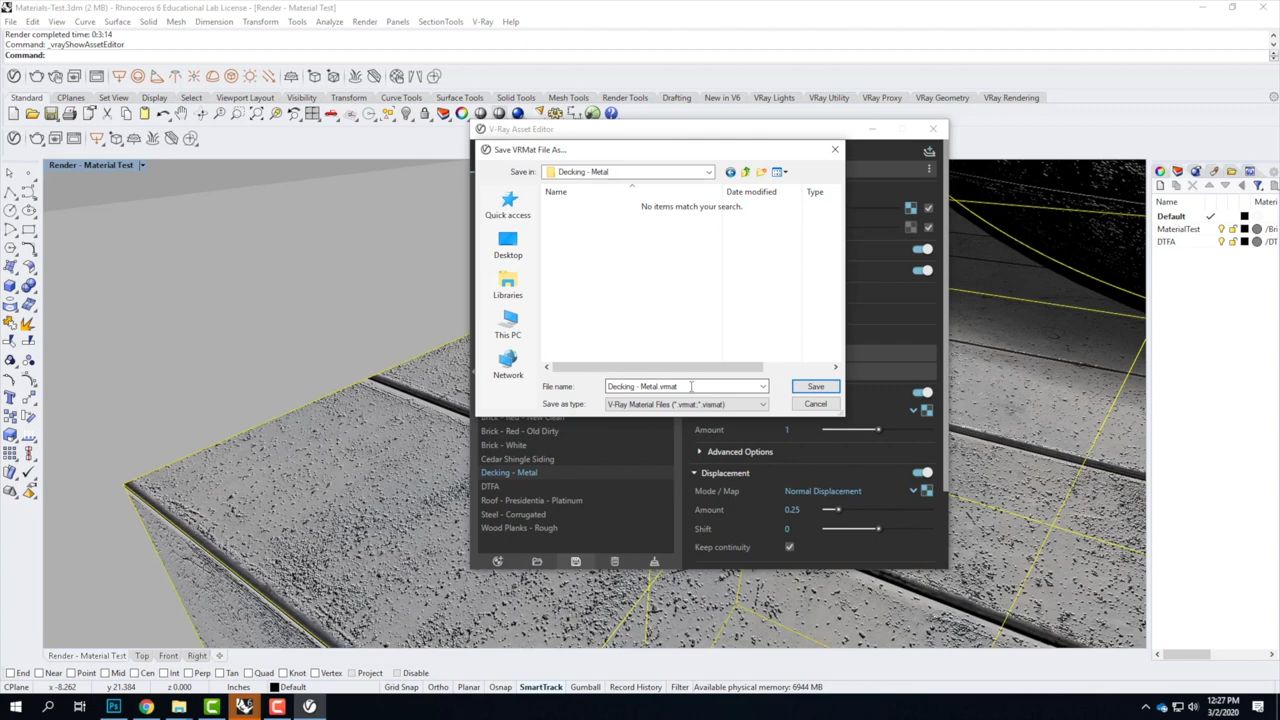 Materials-Test.3dm (2 MB) - Rhinoceros 6 Educational Lab License - [Render - Material Test]
File Edit View Curve Surface Solid Mesh Dimension Transform Tools Analyze Render Panels SectionTools V-Ray Help
Render completed time: 0:3:14
Command: _vrayShowAssetEditor
Command:
Standard CPlanes Set View Display Select Viewport Layout Visibility Transform Curve Tools Surface Tools Solid Tools Mesh Tools Render Tools Drafting New in V6 VRay Lights VRay Utility VRay Proxy VRay Geometry VRay Rendering
V-Ray Asset Editor
Render - Material Test
Save VRMat File As...
Save in: Decking - Metal
Name Date modified Type
No items match your search.
Quick access
Desktop
Libraries
This PC
Network
File name: Decking - Metal.vrmat Save
Save as type: V-Ray Material Files (*.vrmat;*.vismat) Cancel
Name Materi
Default
MaterialTest /Bri
DTFA /DT
Brick - Red - Old Dirty
Brick - White
Cedar Shingle Siding
Decking - Metal
DTFA
Roof - Presidentia - Platinum
Steel - Corrugated
Wood Planks - Rough
Amount 1
Advanced Options
Displacement
Mode / Map Normal Displacement
Amount 0.25
Shift 0
Keep continuity
Render - Material Test Top Front Right
End Near Point Mid Cen Int Perp Tan Quad Knot Vertex Project Disable
CPlane x -8.262 y 21.384 z 0.000 Inches Default Grid Snap Ortho Planar Osnap SmartTrack Gumball Record History Filter Available physical memory: 6944 MB
12:27 PM
3/2/2020